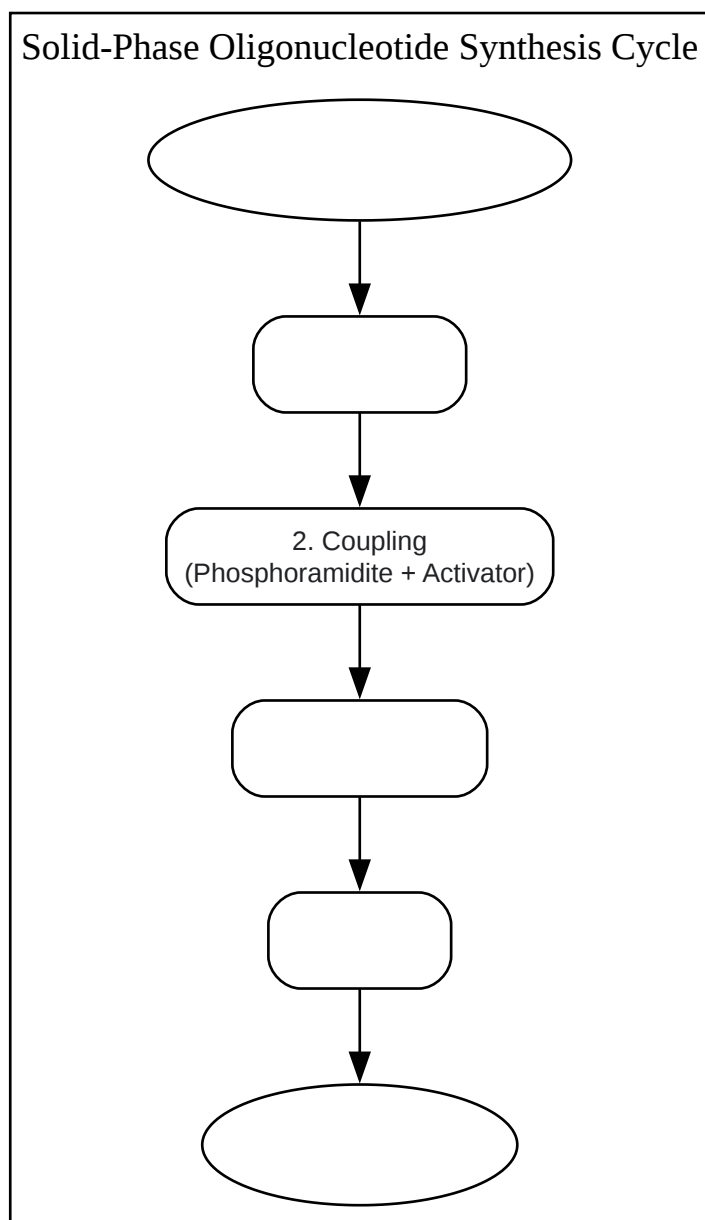 Solid-Phase Oligonucleotide Synthesis Cycle
2. Coupling
(Phosphoramidite + Activator)